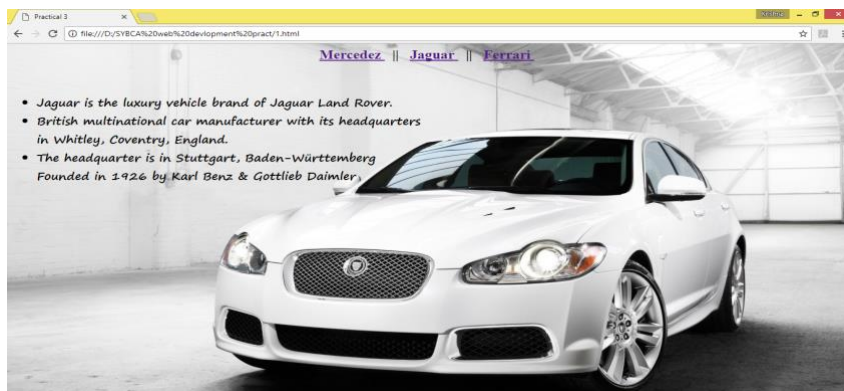 Practical 3
file:///D:/SYBCA%20web%20devlopment%20pract/1.html
Mercedez || Jaguar || Ferrari
• Jaguar is the luxury vehicle brand of Jaguar Land Rover.
• British multinational car manufacturer with its headquarters
in Whitley, Coventry, England.
• The headquarter is in Stuttgart, Baden-Württemberg
Founded in 1926 by Karl Benz & Gottlieb Daimler